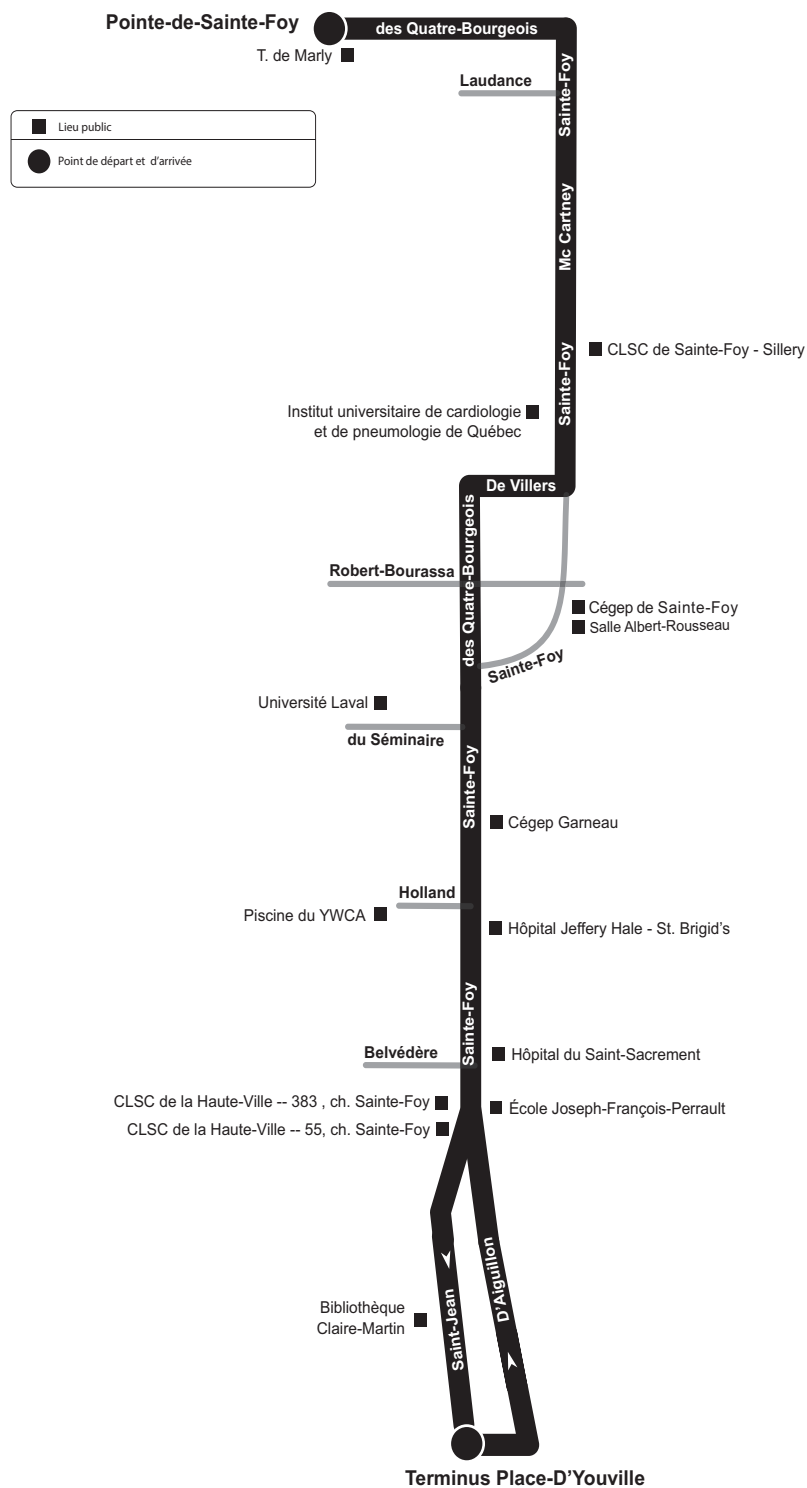 Pointe-de-Sainte-Foy
des Quatre-Bourgeois
T. de Marly
Laudance
Sainte-Foy
Lieu public
Point de départ et d'arrivée
Mc Cartney
CLSC de Sainte-Foy - Sillery
Sainte-Foy
Institut universitaire de cardiologie
et de pneumologie de Québec
De Villers
des Quatre-Bourgeois
Robert-Bourassa
Cégep de Sainte-Foy
Salle Albert-Rousseau
Sainte-Foy
Université Laval
du Séminaire
Sainte-Foy
Cégep Garneau
Holland
Piscine du YWCA
Hôpital Jeffery Hale - St. Brigid's
Sainte-Foy
Belvédère
Hôpital du Saint-Sacrement
CLSC de la Haute-Ville -- 383 , ch. Sainte-Foy
École Joseph-François-Perrault
CLSC de la Haute-Ville -- 55, ch. Sainte-Foy
D'Aiguillon
Saint-Jean
Bibliothèque
Claire-Martin
Terminus Place-D'Youville